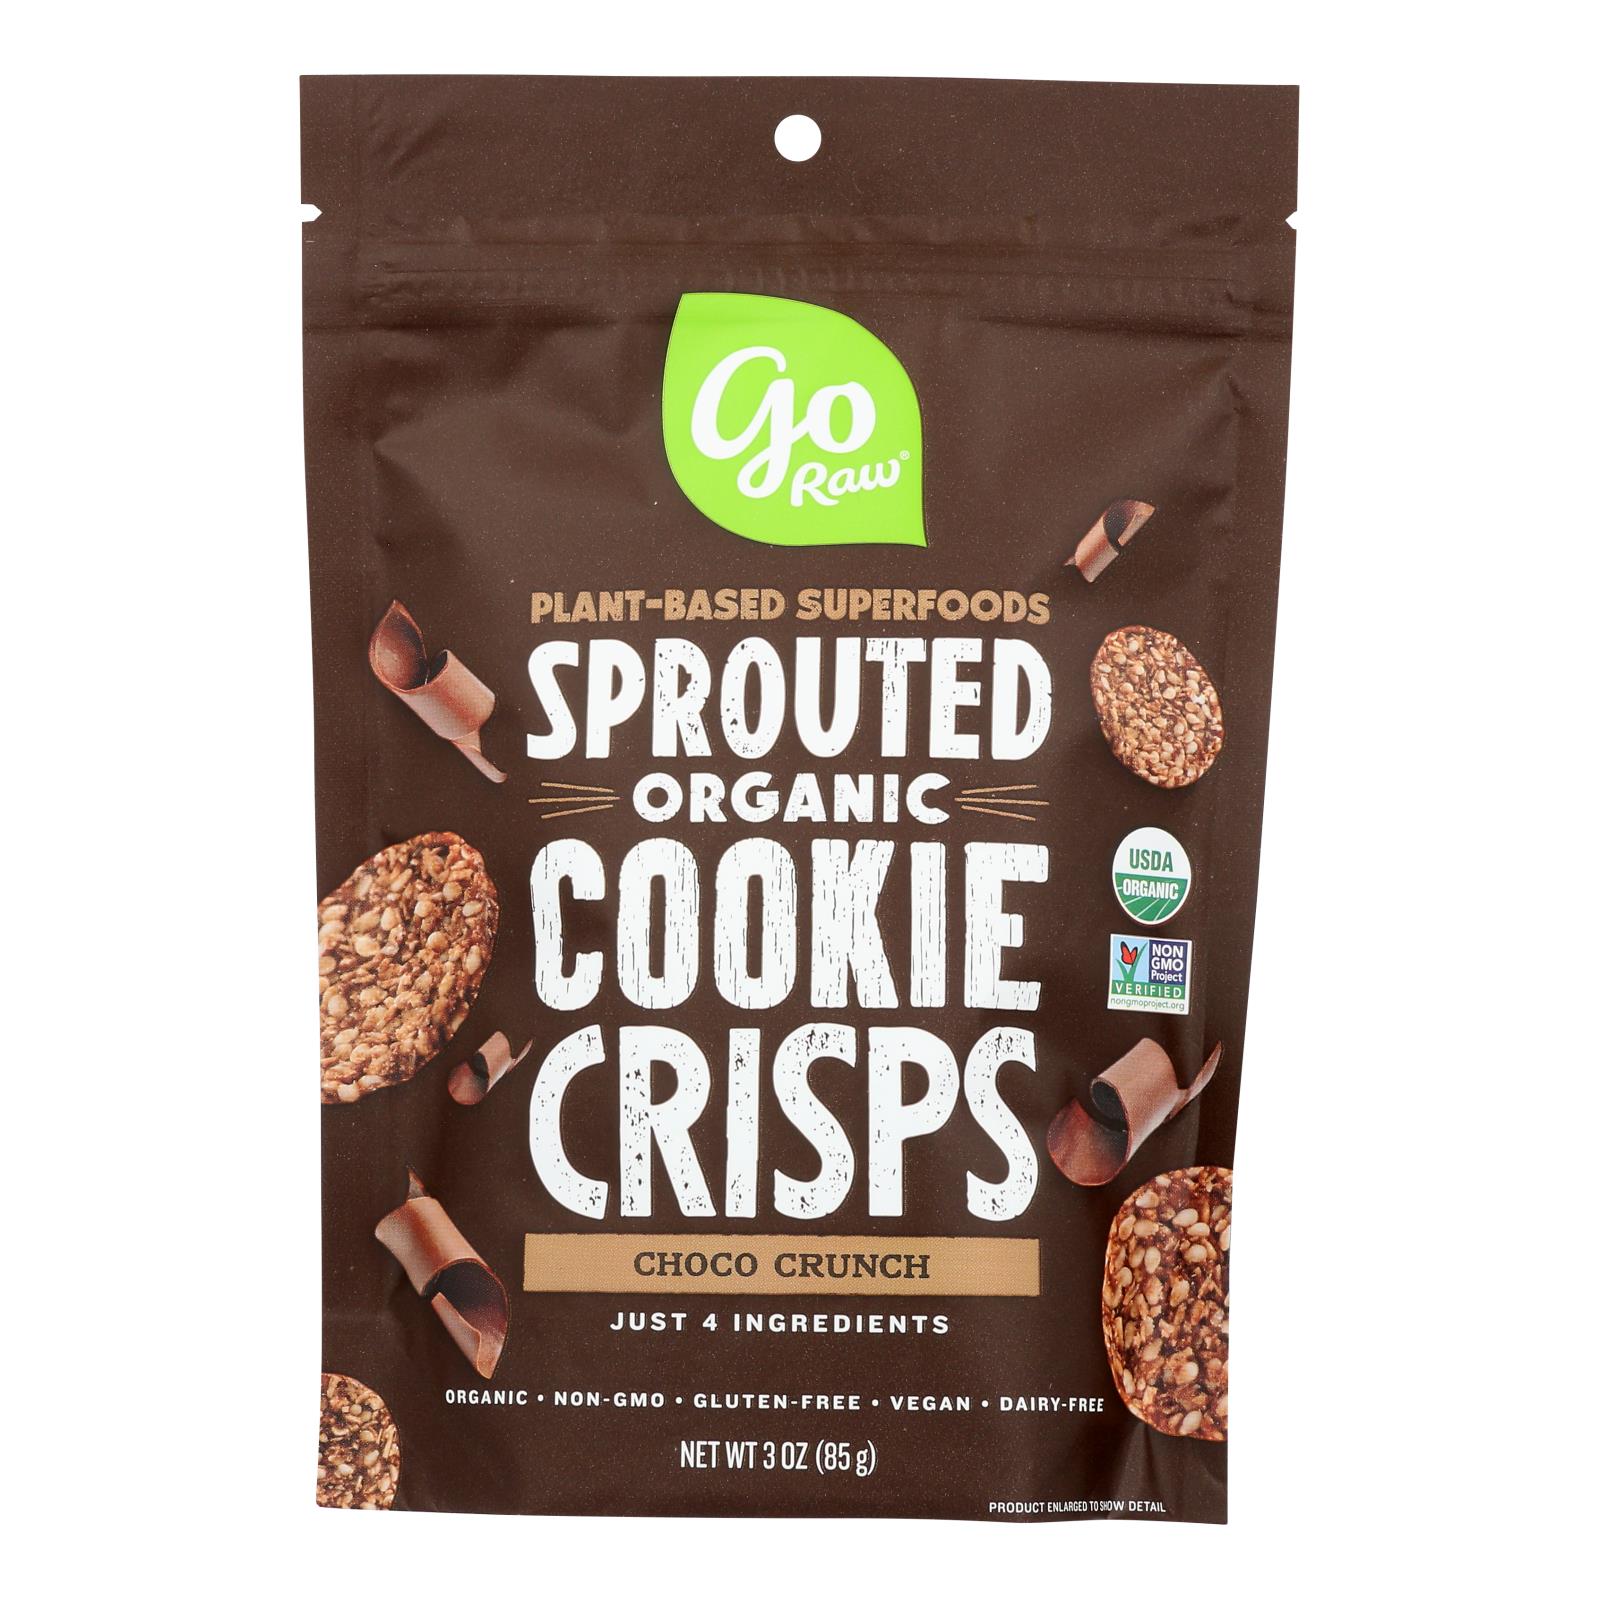 go
Raw®
PLANT-BASED SUPERFOODS
SPROUTED
ORGANIC
COOKIE
CRISPS
USDA
ORGANIC
NON
GMO
Project
VERIFIED
nongmoproject.org
CHOCO CRUNCH
JUST 4 INGREDIENTS
ORGANIC • NON-GMO • GLUTEN-FREE • VEGAN • DAIRY-FREE
NET WT 3 OZ (85 g)
PRODUCT ENLARGED TO SHOW DETAIL